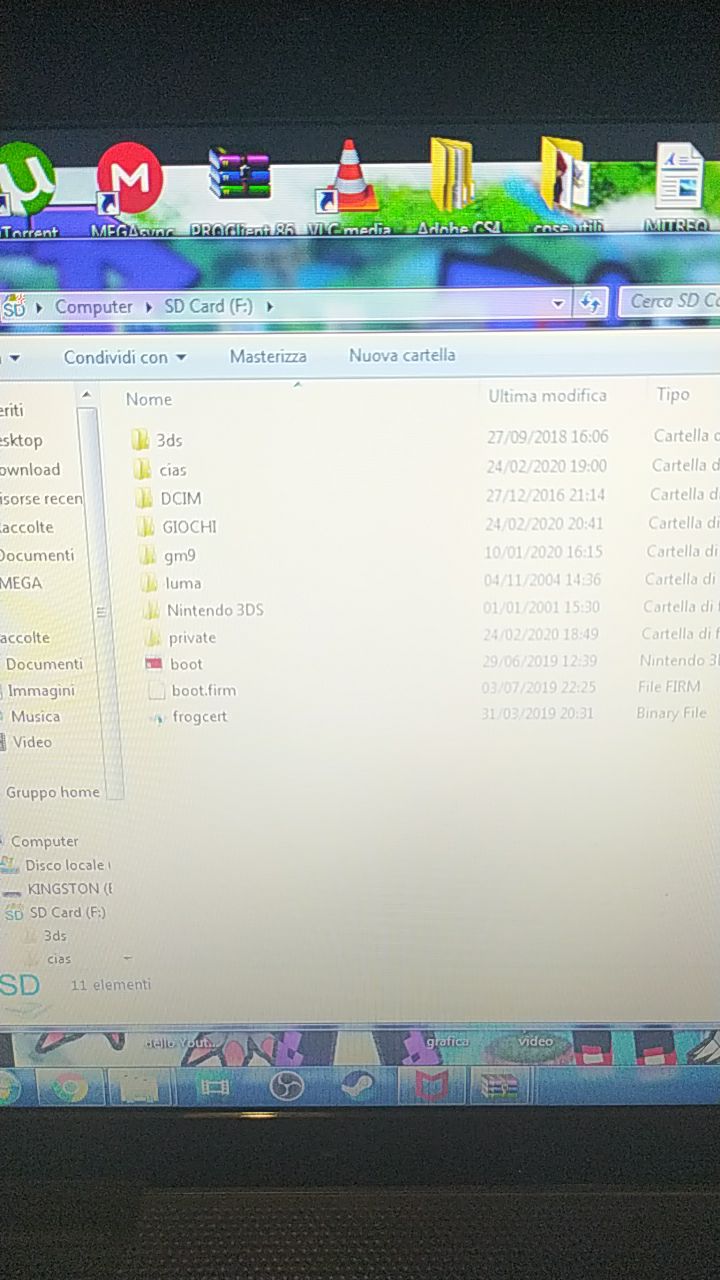 Torrent MEGAsync PROClient 86 VLC media Adobe CS4 cose utili
Computer SD Card (F:) Cerca SD
Condividi con Masterizza Nuova cartella
Nome Ultima modifica Tipo
3ds 27/09/2018 16:06 Cartella
cias 24/02/2020 19:00 Cartella d
DCIM 27/12/2016 21:14 Cartella d
GIOCHI 24/02/2020 20:41 Cartella di
gm9 10/01/2020 16:15 Cartella di
luma 04/11/2004 14:36 Cartella di
Nintendo 3DS 01/01/2001 15:30 Cartella di f
private 24/02/2020 18:49 Cartella di f
boot 29/06/2019 12:39 Nintendo 3
boot.firm 03/07/2019 22:25 File FIRM
frogcert 31/03/2019 20:31 Binary File
eriti
esktop
ownload
isorse recen
accolte
Documenti
MEGA
accolte
Documenti
Immagini
Musica
Video
Gruppo home
Computer
Disco locale
KINGSTON (E
SD Card (F:)
3ds
cias
SD 11 elementi
dello Yout... grafica video